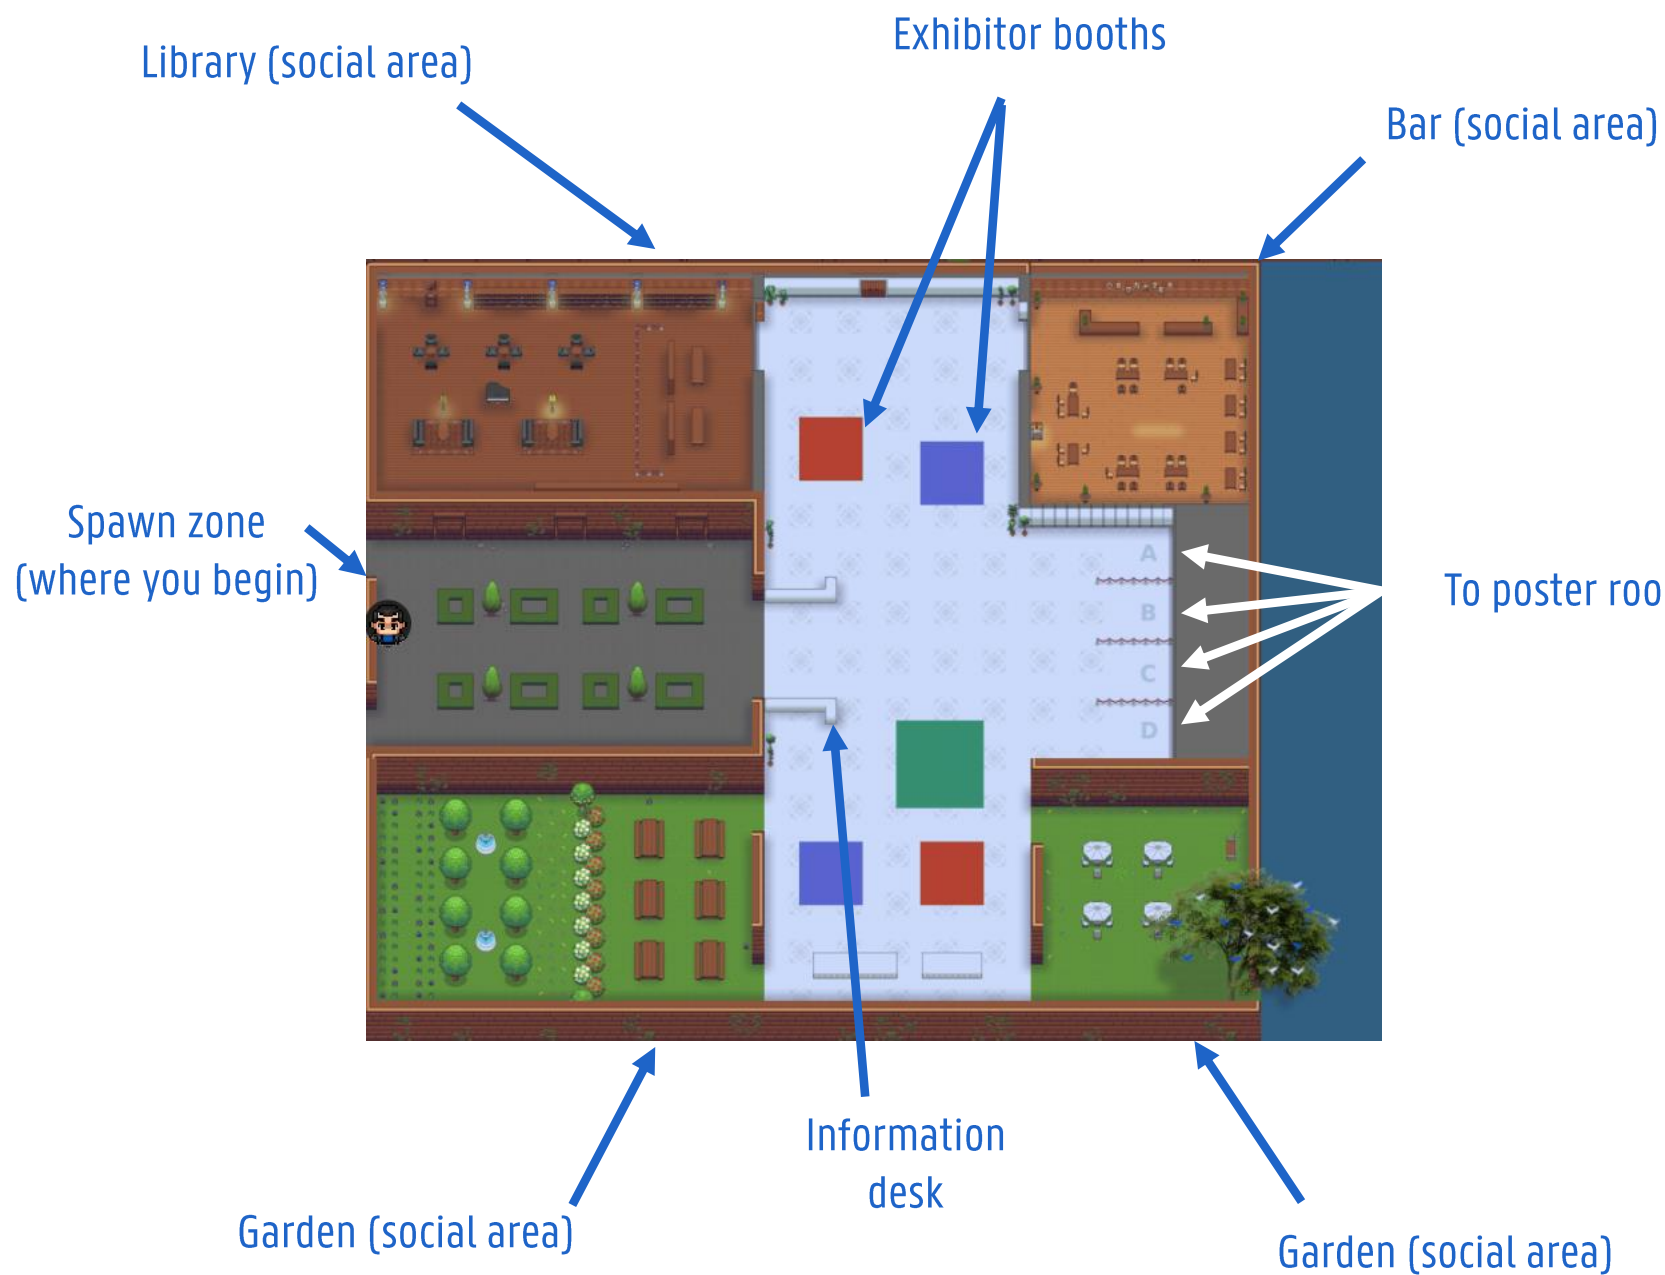 Exhibitor booths
Library (social area)
Bar (social area)
Spawn zone
(where you begin)
A
B
C
D
To poster roo
Information
desk
Garden (social area)
Garden (social area)